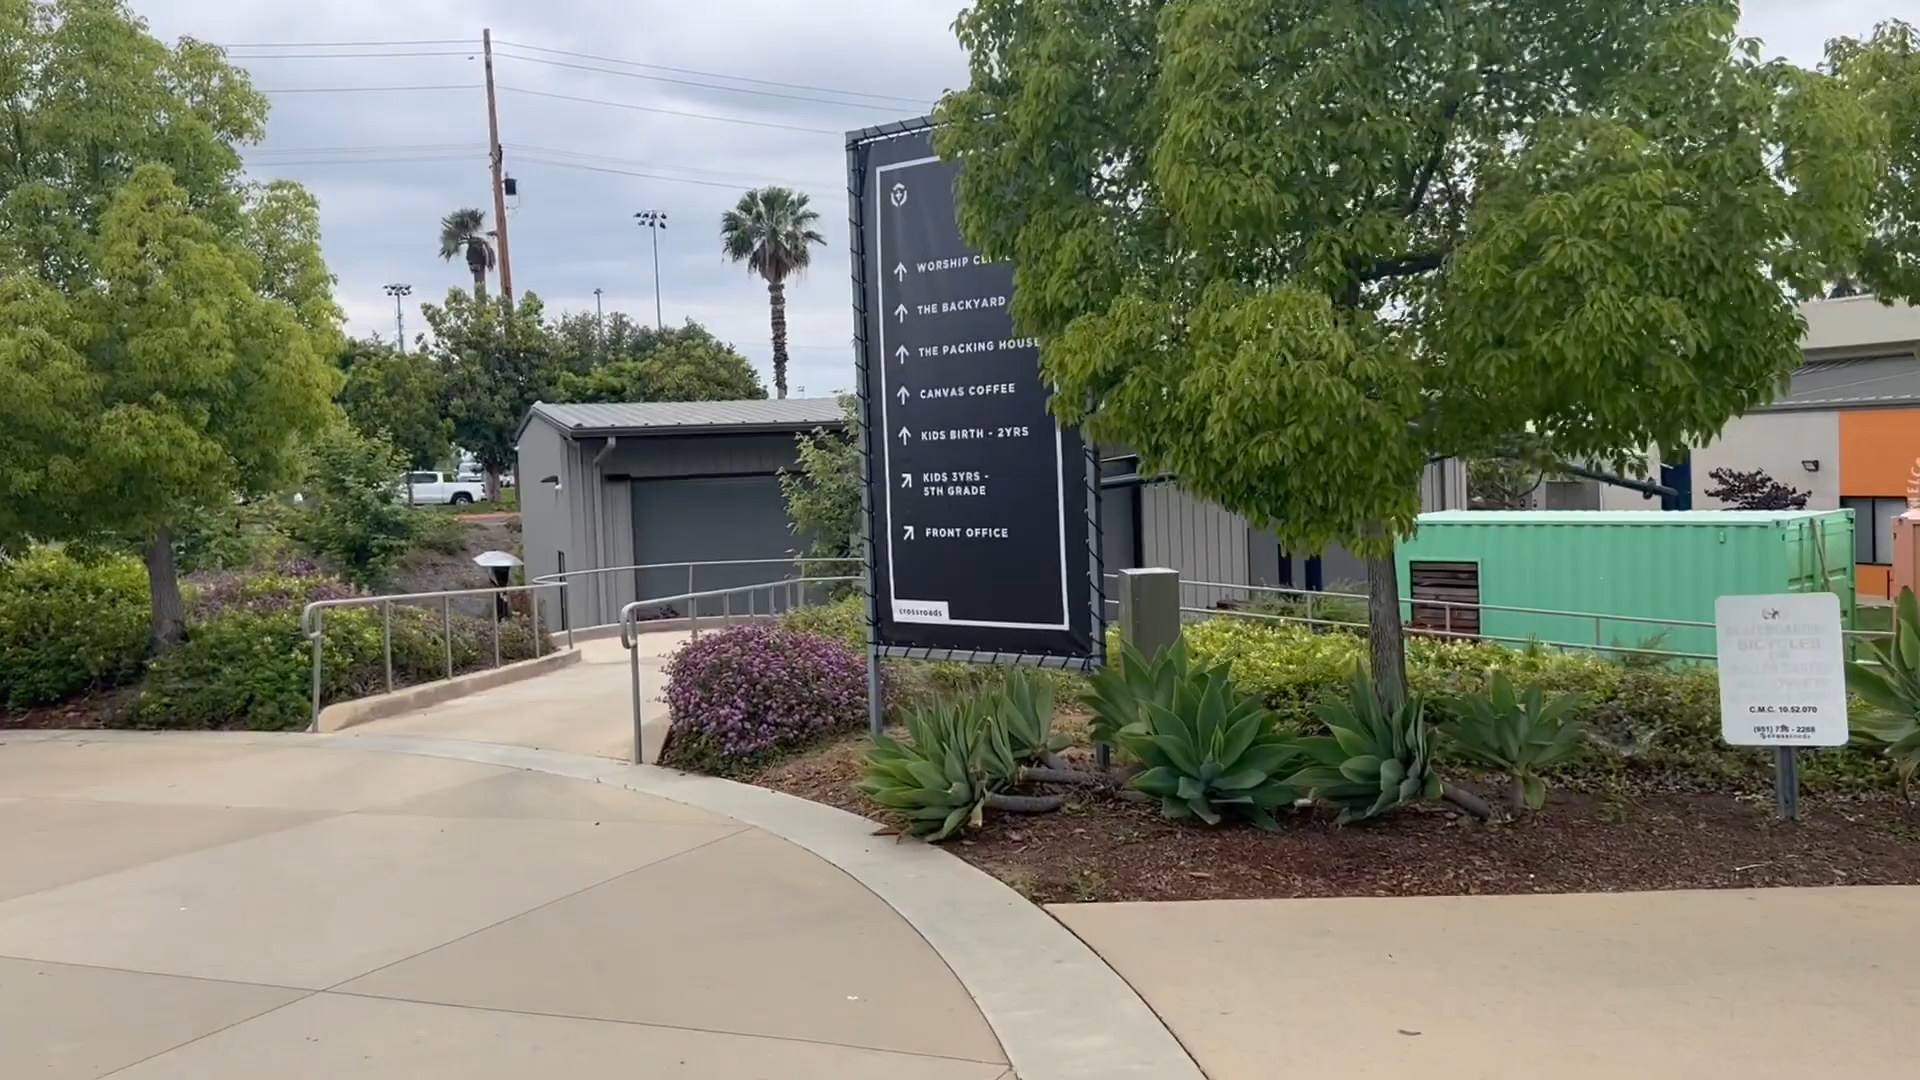 WORSHIP
THE BACKYARD
THE PACKING HOUSE
CANVAS COFFEE
KIDS BIRTH - 2YRS
KIDS 3YRS -
5TH GRADE
FRONT OFFICE
crossroads
BICYCLES
C.M.C. 10.52.070
crossroads